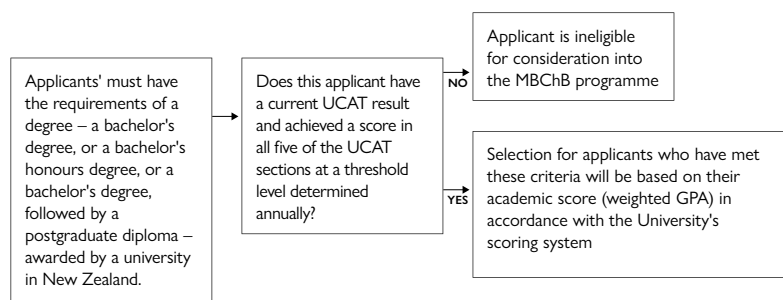 Applicants' must have
the requirements of a
degree – a bachelor's
degree, or a bachelor's
honours degree, or a
bachelor's degree,
followed by a
postgraduate diploma –
awarded by a university
in New Zealand.
Does this applicant have
a current UCAT result
and achieved a score in
all five of the UCAT
sections at a threshold
level determined
annually?
NO
Applicant is ineligible
for consideration into
the MBChB programme
YES
Selection for applicants who have met
these criteria will be based on their
academic score (weighted GPA) in
accordance with the University's
scoring system